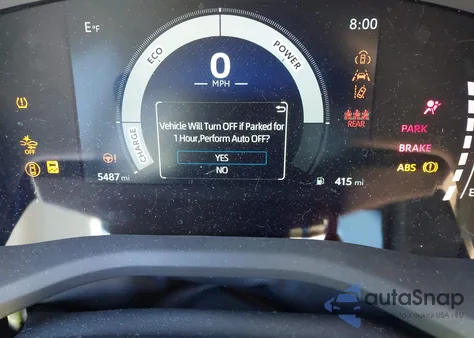 E °F
8:00
ECO
POWER
0
MPH
Vehicle Will Turn OFF if Parked for
1 Hour,Perform Auto OFF?
YES
NO
CHARGE
OFF
REAR
PARK
BRAKE
ABS
5487 mi
415 mi
E
autaSnap